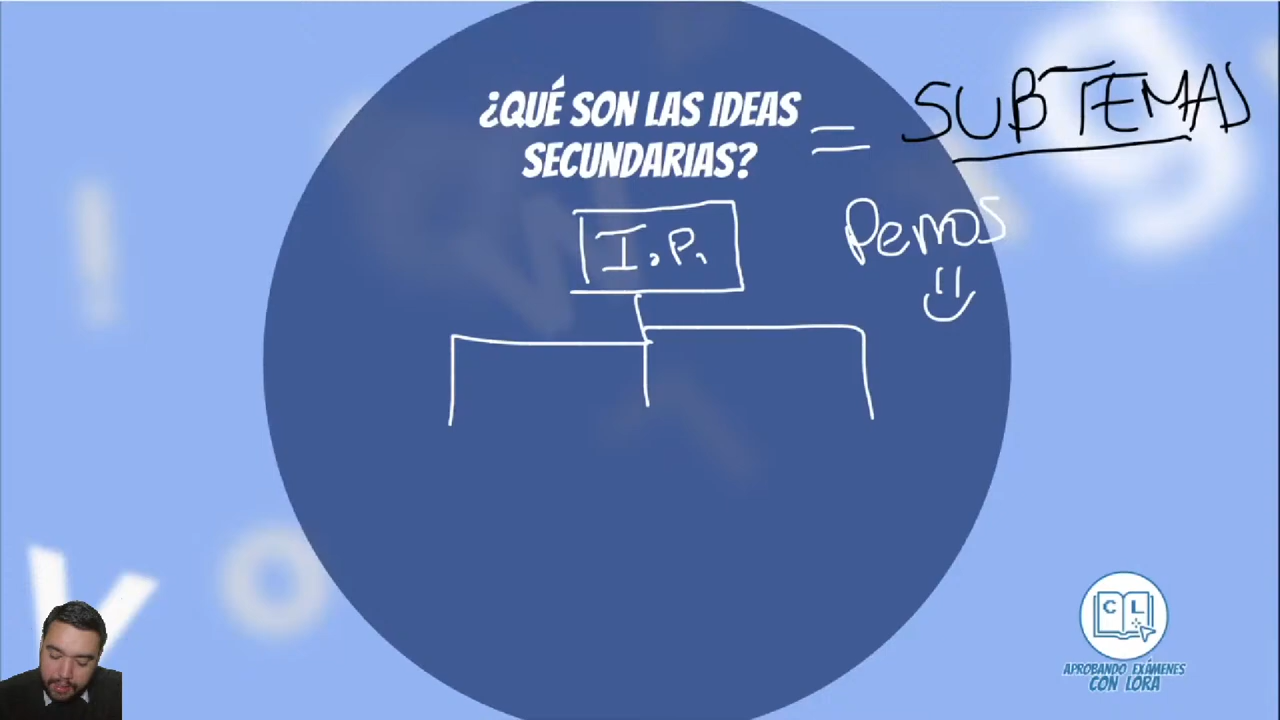 ¿QUÉ SON LAS IDEAS
SECUNDARIAS?
= SUBTEMAS
I.P.
Perros
C L
APROBANDO EXÁMENES
CON LORA